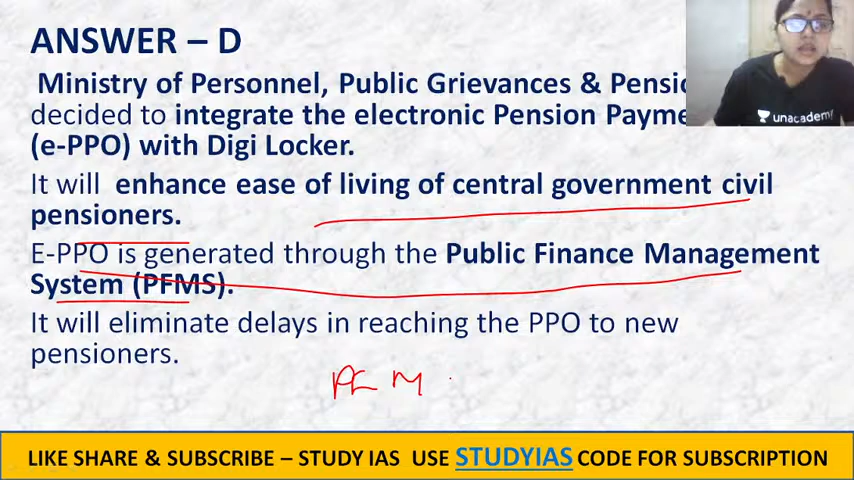 ANSWER – D
Ministry of Personnel, Public Grievances & Pensi
decided to integrate the electronic Pension Payme
(e-PPO) with Digi Locker.
It will enhance ease of living of central government civil
pensioners.
E-PPO is generated through the Public Finance Management
System (PFMS).
It will eliminate delays in reaching the PPO to new
pensioners.
M
unacademy
LIKE SHARE & SUBSCRIBE – STUDY IAS USE STUDYIAS CODE FOR SUBSCRIPTION